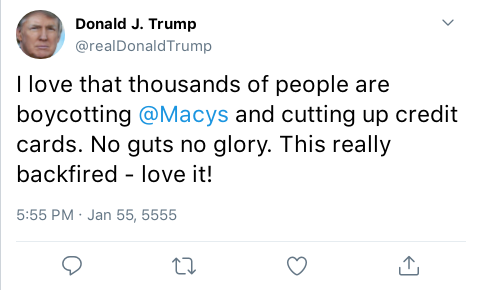 Donald J. Trump
@realDonaldTrump
I love that thousands of people are
boycotting @Macys and cutting up credit
cards. No guts no glory. This really
backfired - love it!
5:55 PM · Jan 55, 5555